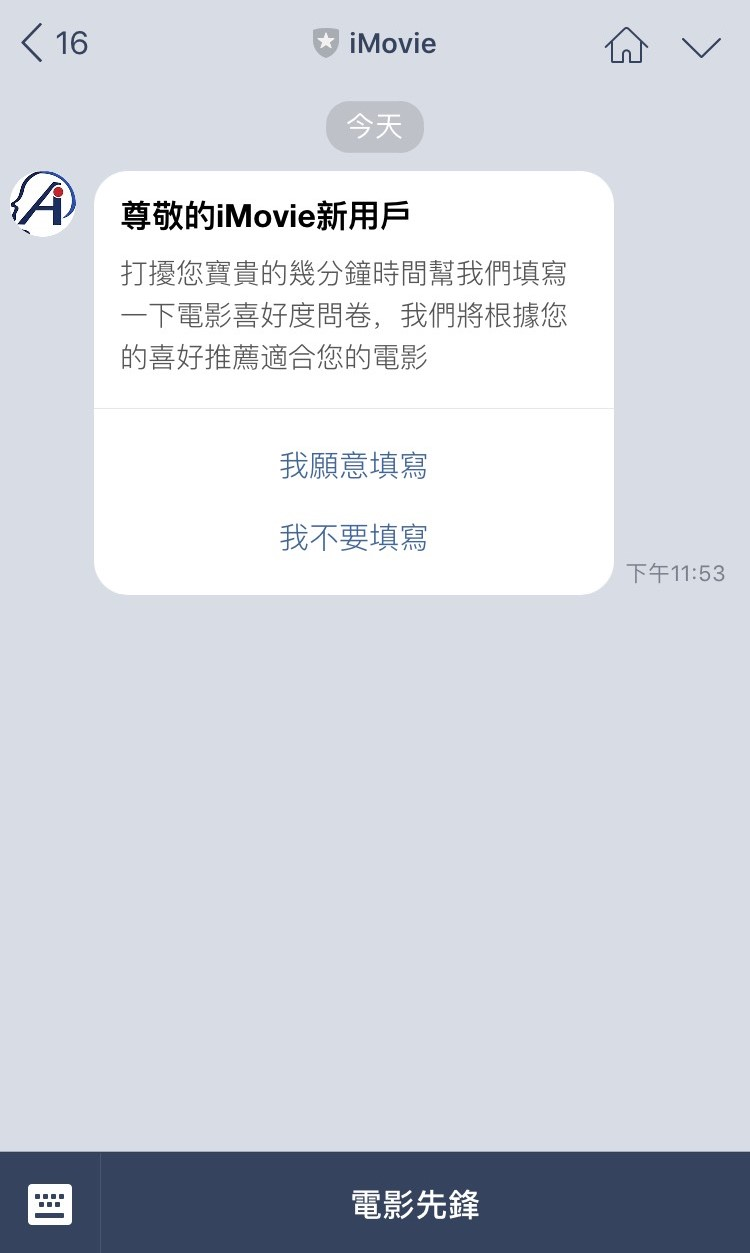 16
iMovie
今天
Ai
尊敬的iMovie新用戶
打擾您寶貴的幾分鐘時間幫我們填寫
一下電影喜好度問卷，我們將根據您
的喜好推薦適合您的電影
我願意填寫
我不要填寫
下午11:53
電影先鋒